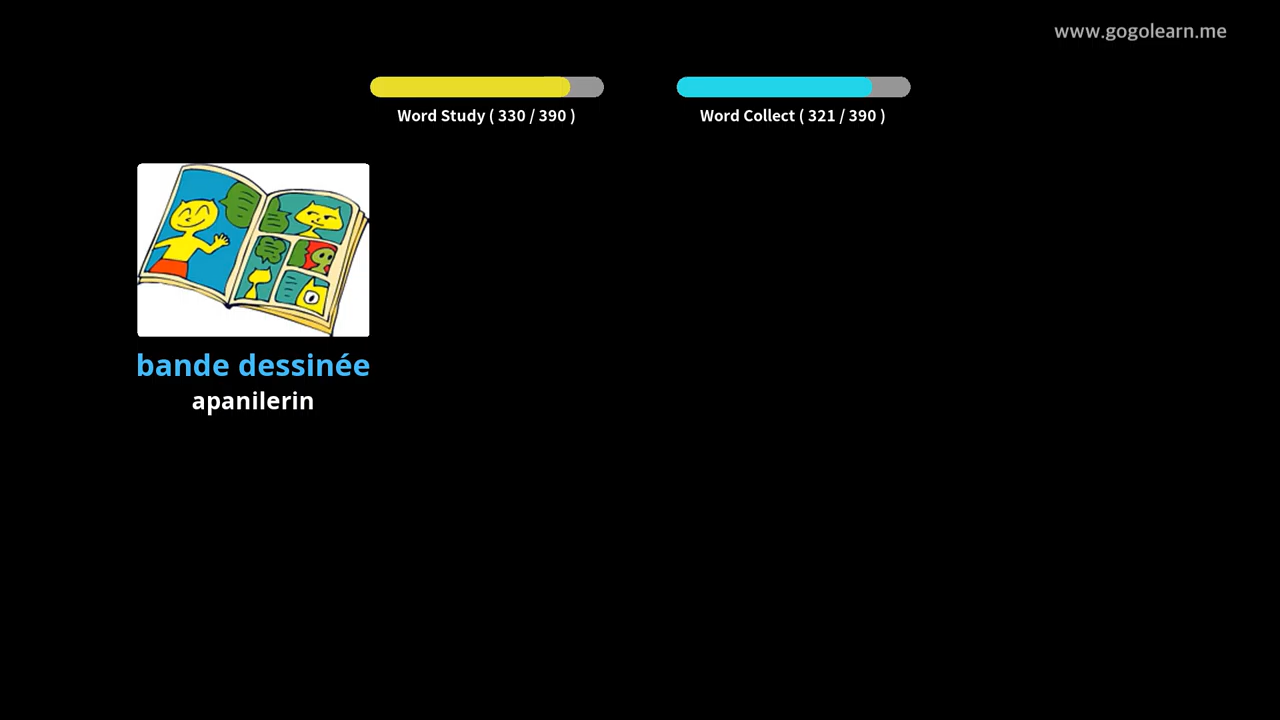 www.gogolearn.me
Word Study ( 330 / 390 )
Word Collect ( 321 / 390 )
bande dessinée
apanilerin